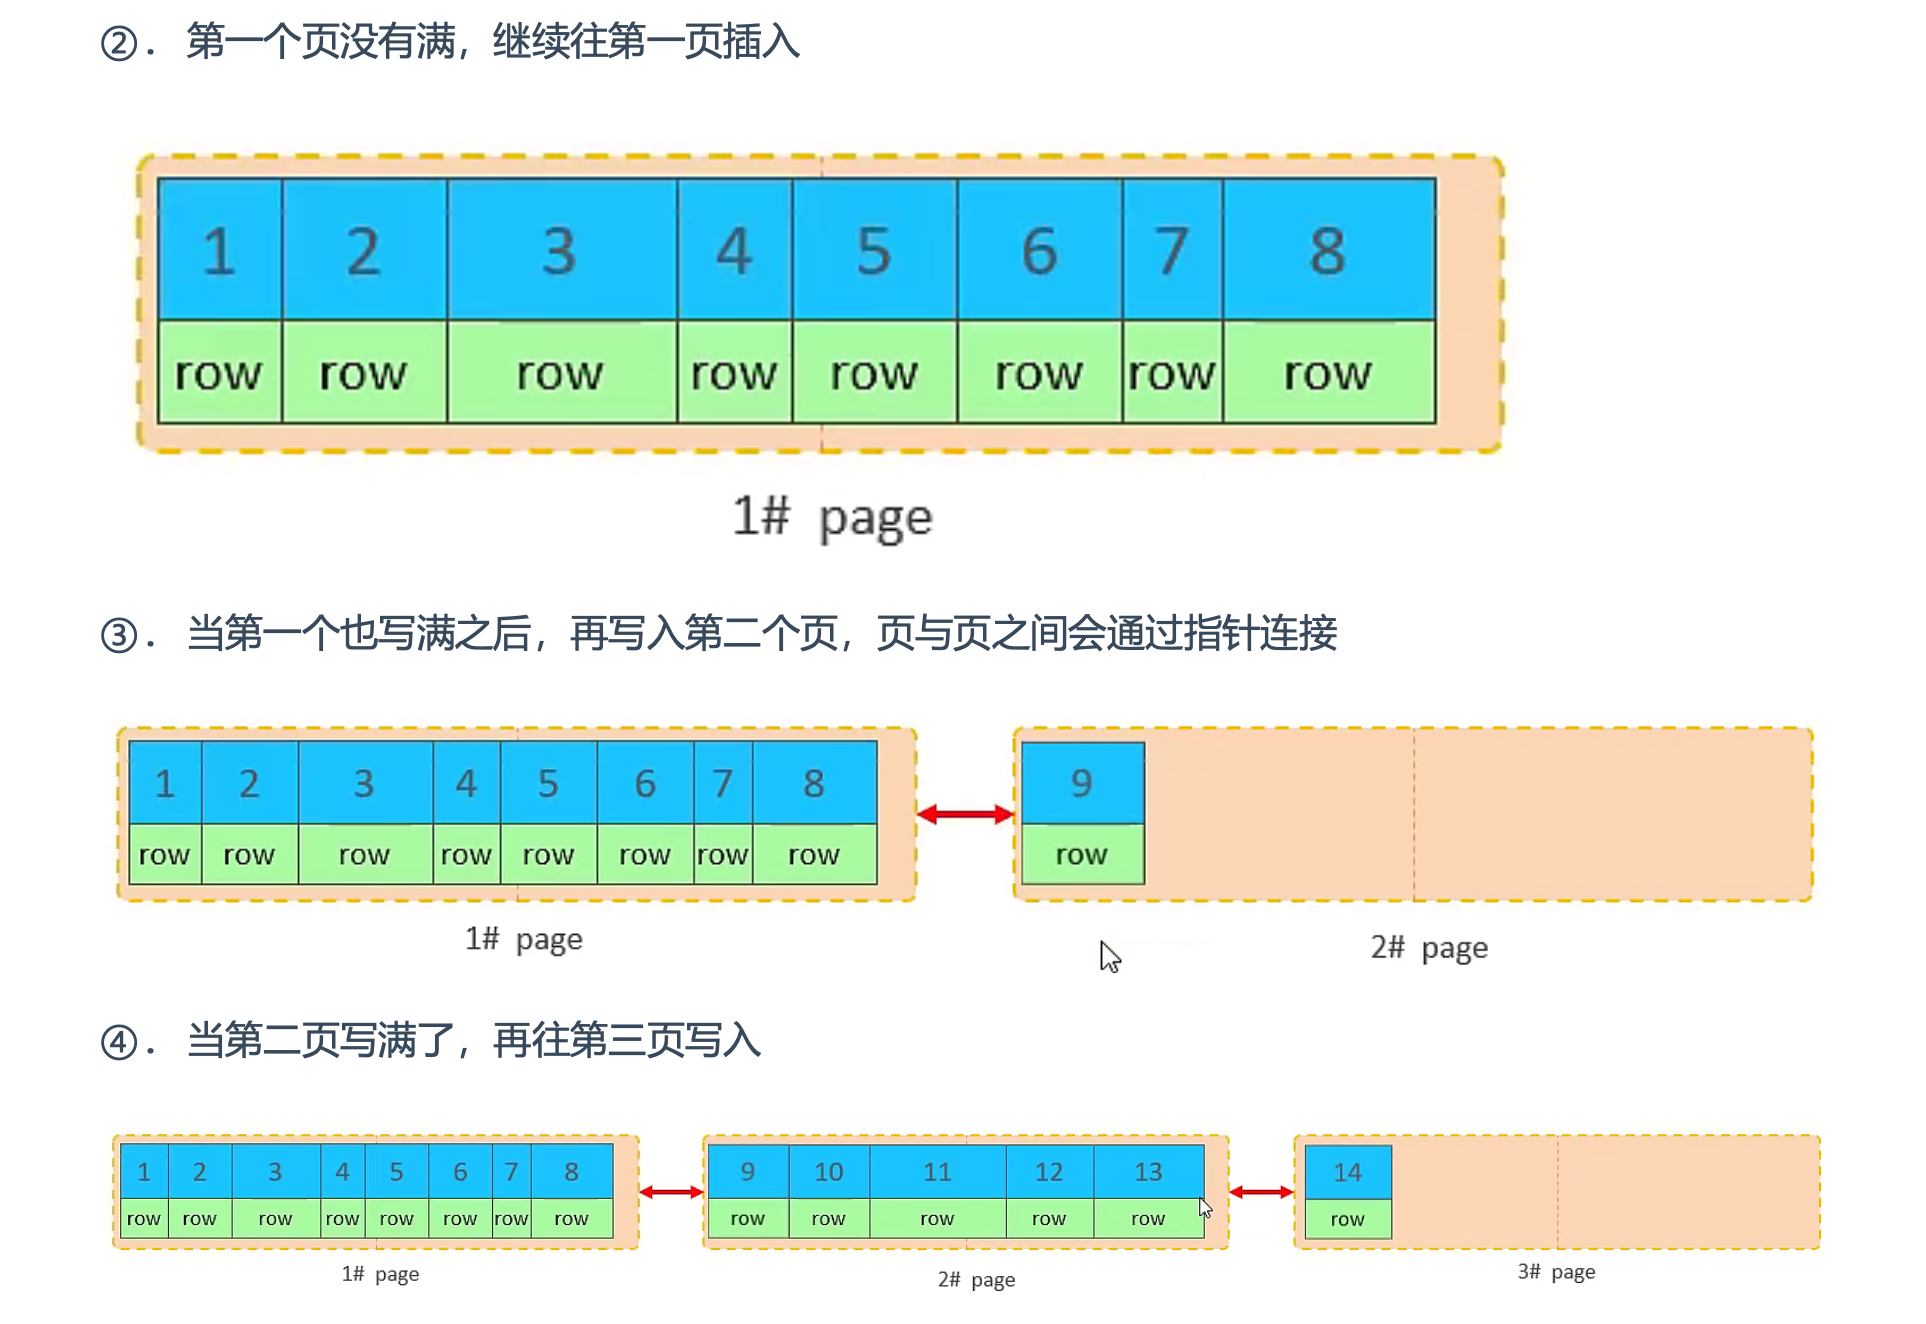 ②. 第一个页没有满，继续往第一页插入
1 2 3 4 5 6 7 8
row row row row row row row row
1# page
③. 当第一个也写满之后，再写入第二个页，页与页之间会通过指针连接
1 2 3 4 5 6 7 8 9
row row row row row row row row row
1# page 2# page
④. 当第二页写满了，再往第三页写入
1 2 3 4 5 6 7 8 9 10 11 12 13 14
row row row row row row row row row row row row row row
1# page 2# page 3# page